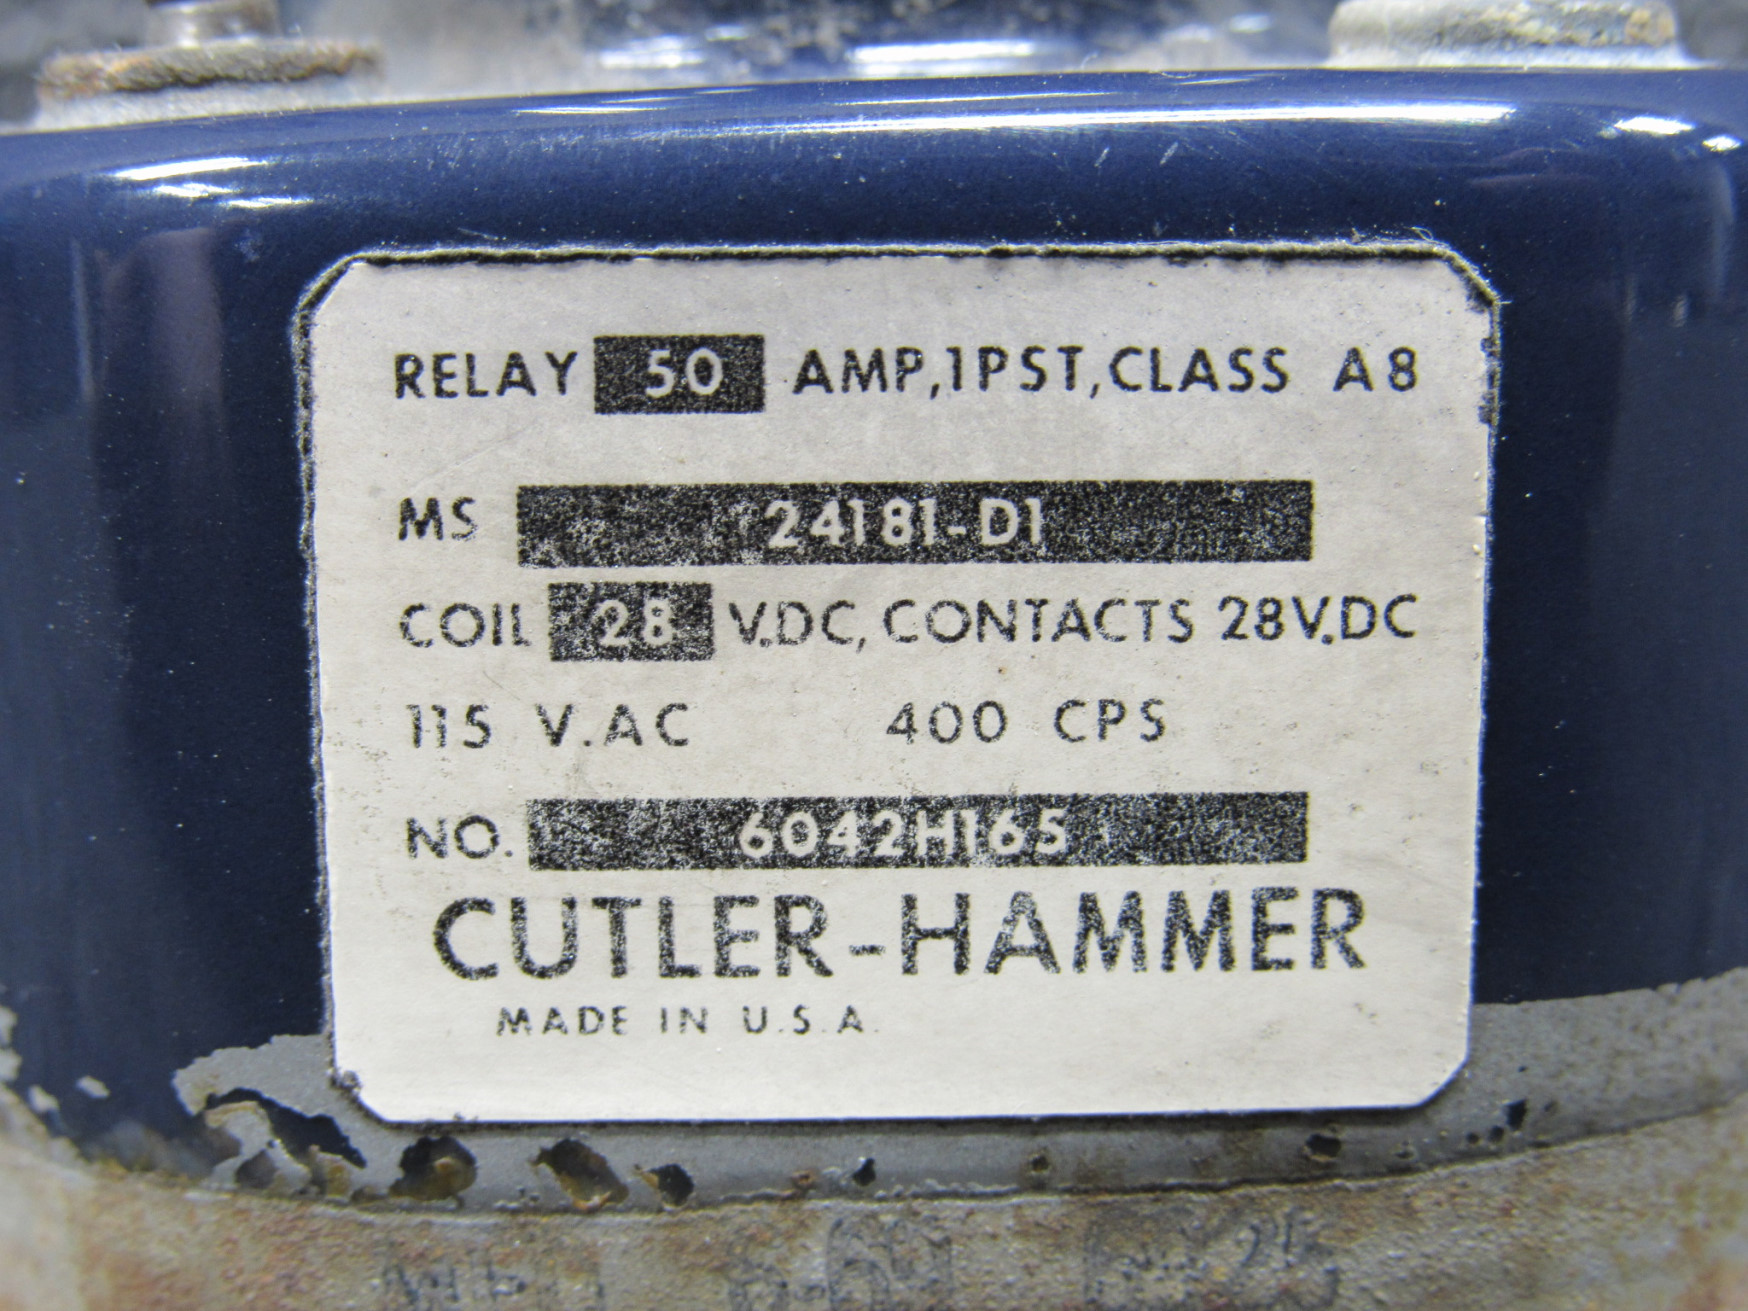 RELAY 50 AMP, 1PST, CLASS A8
MS 24181-D1
COIL 28 V.DC, CONTACTS 28V.DC
115 V.AC 400 CPS
NO. 6042H165
CUTLER-HAMMER
MADE IN U.S.A.